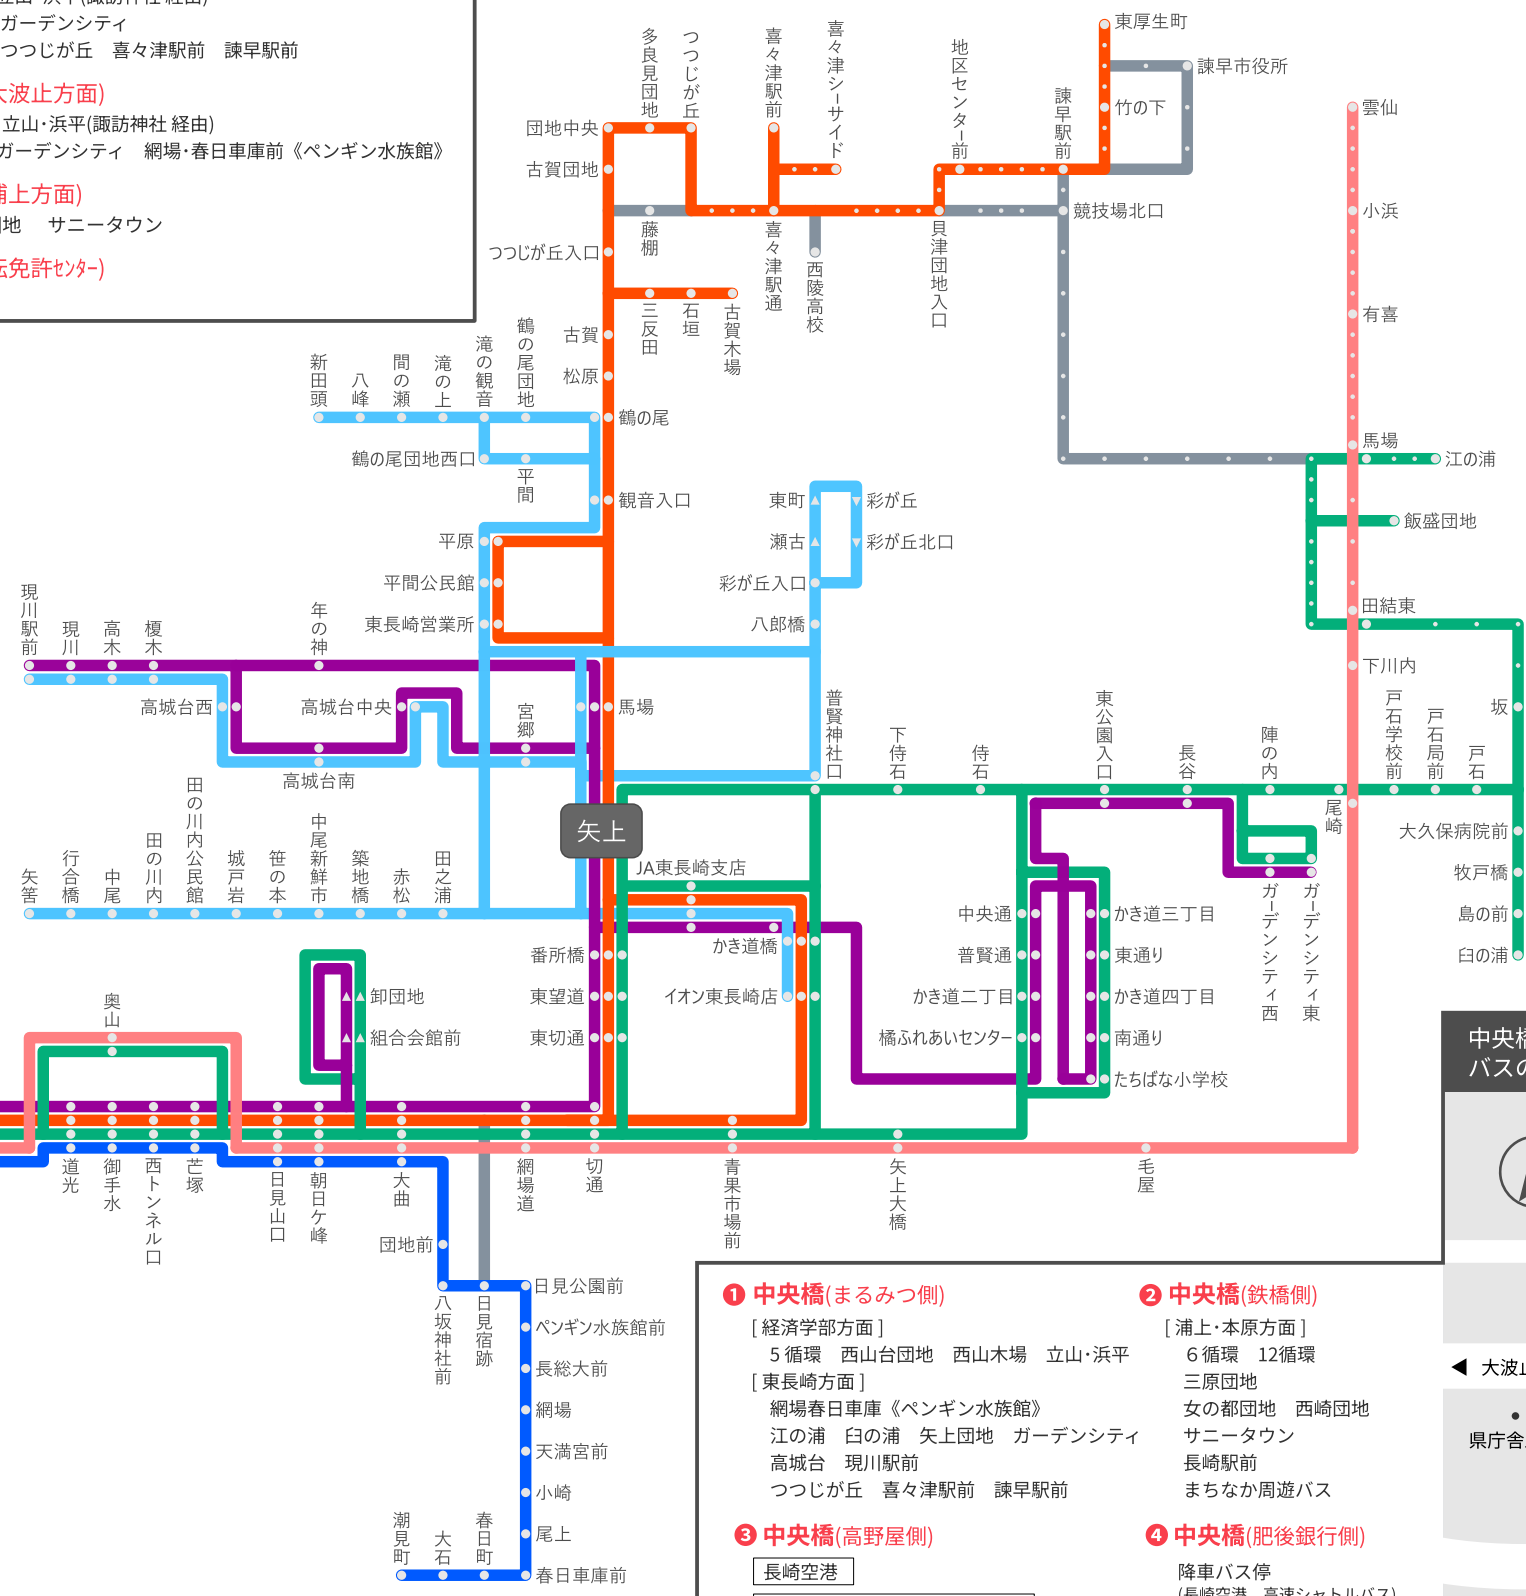 立山･浜平(諏訪神社 経由)
ガーデンシティ
つつじが丘　喜々津駅前　諫早駅前
大波止方面)
立山･浜平(諏訪神社 経由)
ガーデンシティ　網場･春日車庫前《ペンギン水族館》
浦上方面)
団地　サニータウン
転免許ｾﾝﾀｰ)
東厚生町
諫早市役所
竹の下
雲仙
多良見団地
つつじが丘
喜々津駅前
喜々津シーサイド
地区センター前
諫早駅前
団地中央
古賀団地
藤棚
喜々津駅通
西陵高校
貝津団地入口
競技場北口
小浜
つつじが丘入口
三反田
石垣
古賀木場
有喜
古賀
松原
新田頭
八峰
間の瀬
滝の上
滝の観音
鶴の尾団地
鶴の尾
馬場
江の浦
鶴の尾団地西口
平間
観音入口
東町
彩が丘
飯盛団地
平原
瀬古
彩が丘北口
平間公民館
彩が丘入口
東長崎営業所
八郎橋
田結東
現川駅前
現川
高木
榎木
年の神
下川内
高城台西
高城台中央
宮郷
馬場
普賢神社口
下侍石
侍石
東公園入口
長谷
陣の内
尾崎
戸石学校前
戸石局前
戸石
坂
高城台南
矢上
大久保病院前
牧戸橋
島の前
臼の浦
矢筈
行合橋
中尾
田の川内
田の川内公民館
城戸岩
笹の本
中尾新鮮市
築地橋
赤松
田之浦
JA東長崎支店
かき道橋
イオン東長崎店
番所橋
東望道
東切通
中央通
普賢通
かき道二丁目
橘ふれあいセンター
かき道三丁目
東通り
かき道四丁目
南通り
たちばな小学校
ガーデンシティ西
ガーデンシティ東
奥山
卸団地
組合会館前
道光
御手水
西トンネル口
芒塚
日見山口
朝日ケ峰
大曲
網場道
切通
青果市場前
矢上大橋
毛屋
団地前
八坂神社前
日見宿跡
日見公園前
ペンギン水族館前
長総大前
網場
天満宮前
小崎
尾上
春日車庫前
潮見町
大石
春日町
中央橋
バスの
❶ 中央橋(まるみつ側)
[ 経済学部方面 ]
5 循環　西山台団地　西山木場　立山･浜平
[ 東長崎方面 ]
網場春日車庫《ペンギン水族館》
江の浦　臼の浦　矢上団地　ガーデンシティ
高城台　現川駅前
つつじが丘　喜々津駅前　諫早駅前
❷ 中央橋(鉄橋側)
[ 浦上･本原方面 ]
６循環　12循環
三原団地
女の都団地　西崎団地
サニータウン
長崎駅前
まちなか周遊バス
❸ 中央橋(高野屋側)
長崎空港
❹ 中央橋(肥後銀行側)
降車バス停
(長崎空港、高速シャトルバス)
◀ 大波止
県庁舎